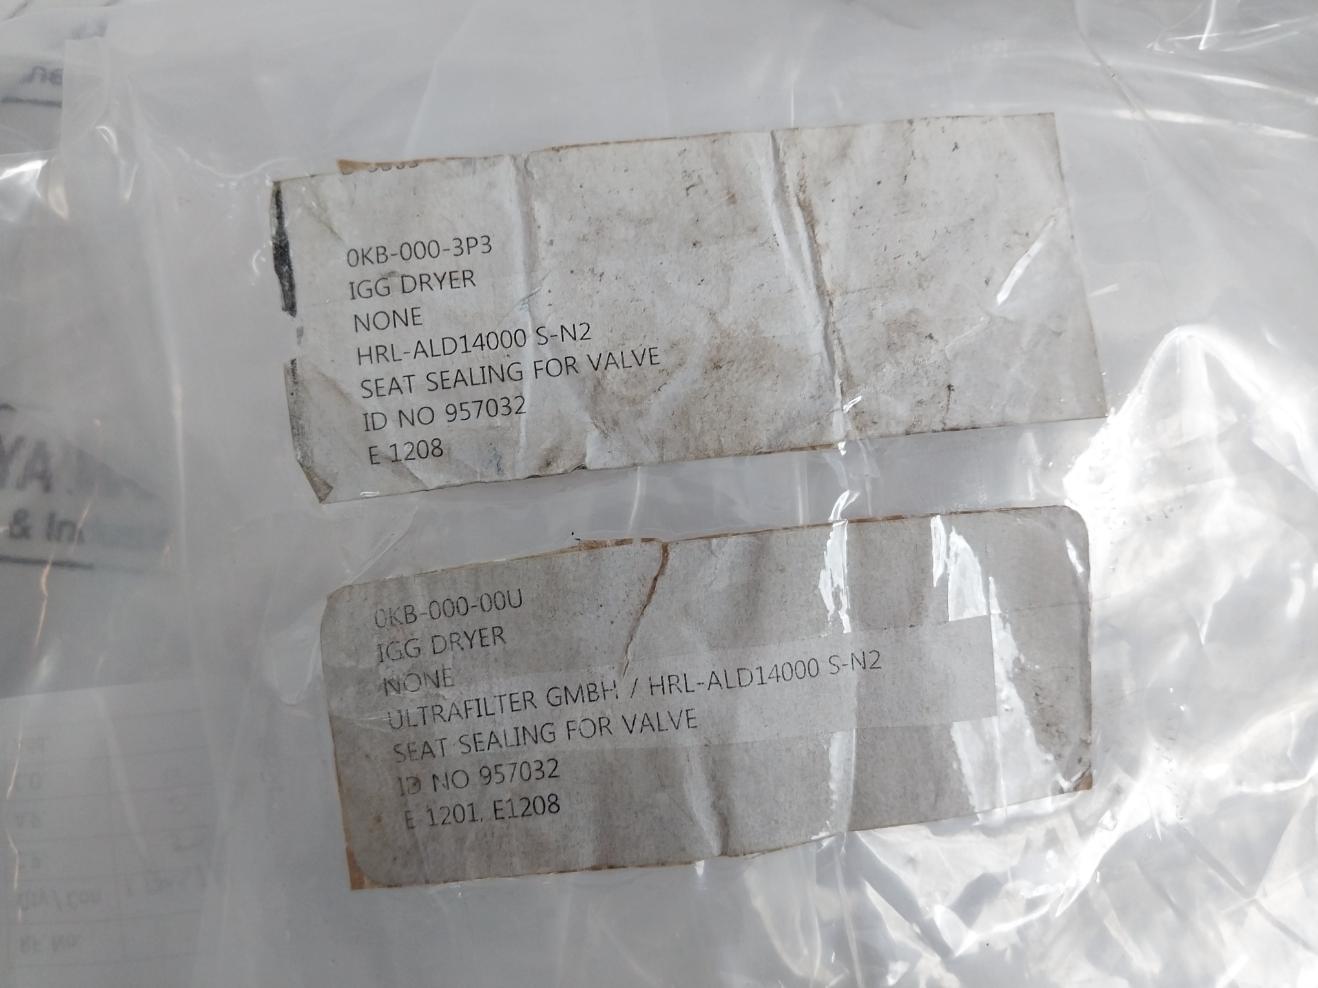 0KB-000-3P3
IGG DRYER
NONE
HRL-ALD14000 S-N2
SEAT SEALING FOR VALVE
ID NO 957032
E 1208
0KB-000-00U
IGG DRYER
NONE
ULTRAFILTER GMBH / HRL-ALD14000 S-N2
SEAT SEALING FOR VALVE
ID NO 957032
E 1201, E1208